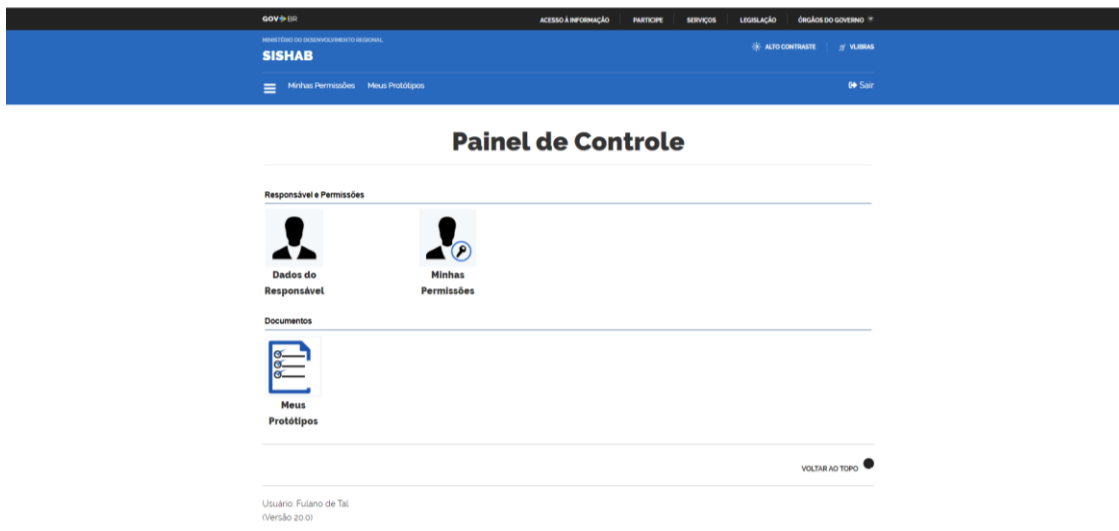 GOV BR
ACESSO À INFORMAÇÃO PARTICIPE SERVIÇOS LEGISLAÇÃO ÓRGÃOS DO GOVERNO
MINISTÉRIO DO DESENVOLVIMENTO REGIONAL
SISHAB
ALTO CONTRASTE VLIBRAS
Minhas Permissões Meus Protótipos Sair
Painel de Controle
Responsável e Permissões
Dados do
Responsável
Minhas
Permissões
Documentos
Meus
Protótipos
VOLTAR AO TOPO
Usuário: Fulano de Tal
(Versão 20.0)